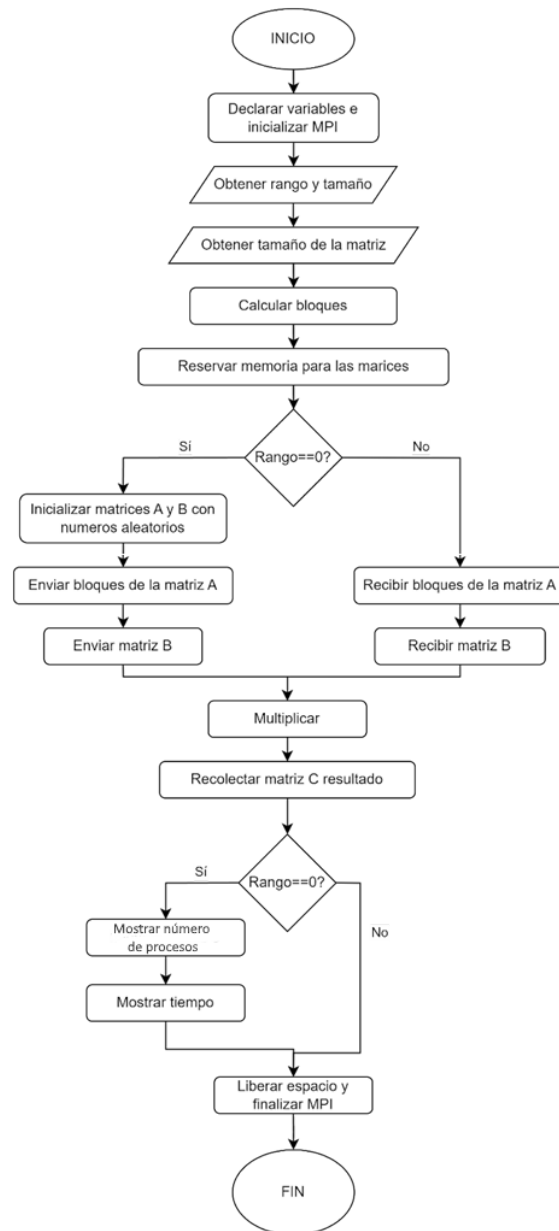 INICIO
Declarar variables e
inicializar MPI
Obtener rango y tamaño
Obtener tamaño de la matriz
Calcular bloques
Reservar memoria para las marices
Rango==0?
Sí
No
Inicializar matrices A y B con
numeros aleatorios
Enviar bloques de la matriz A
Enviar matriz B
Recibir bloques de la matriz A
Recibir matriz B
Multiplicar
Recolectar matriz C resultado
Rango==0?
Sí
No
Mostrar número
de procesos
Mostrar tiempo
Liberar espacio y
finalizar MPI
FIN